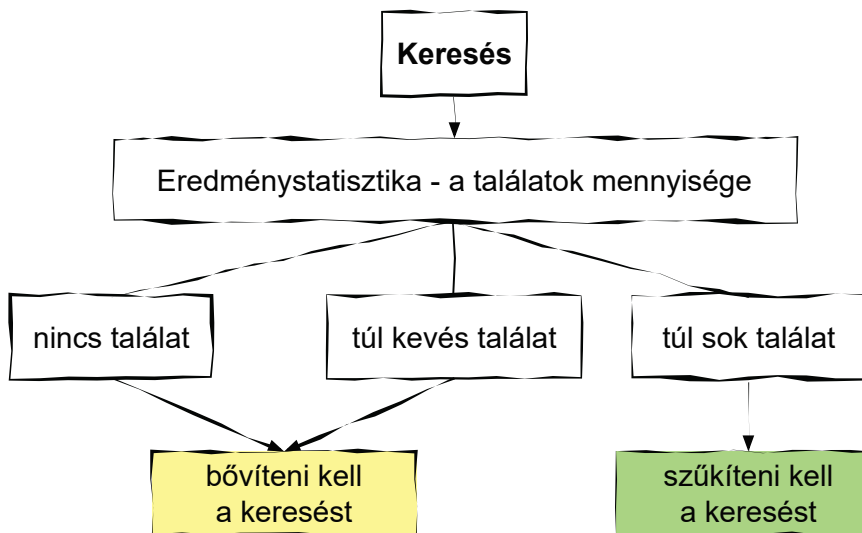 Keresés
Eredménystatisztika - a találatok mennyisége
nincs találat
túl kevés találat
túl sok találat
bővíteni kell
a keresést
szűkíteni kell
a keresést